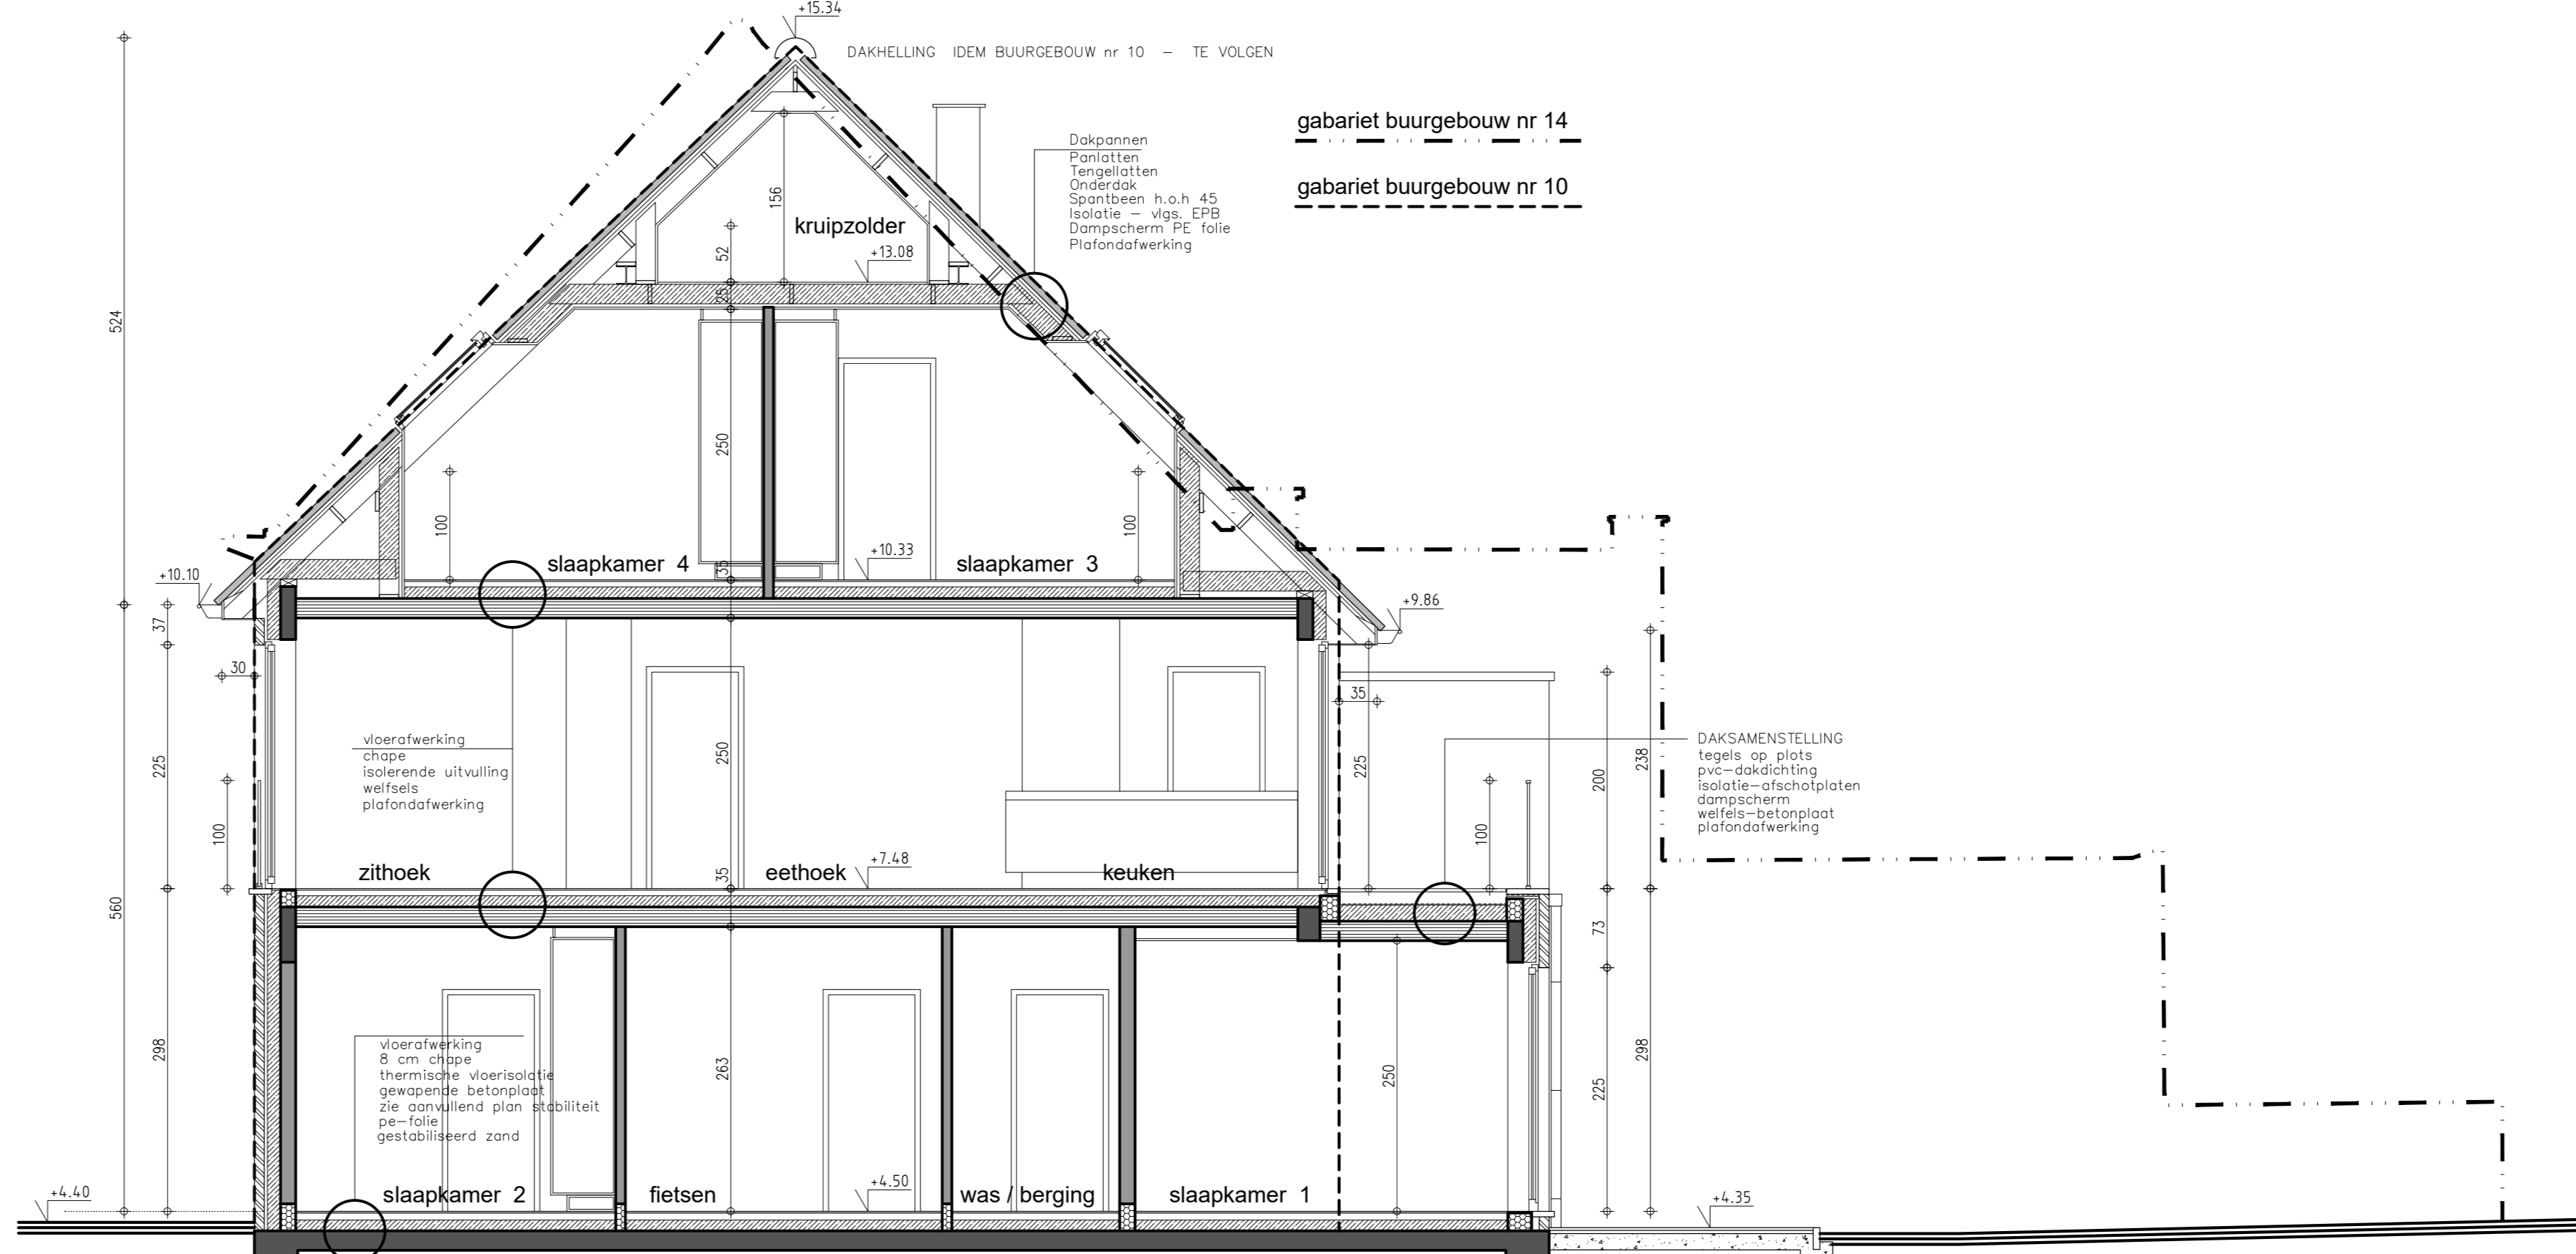 +15.34
DAKHELLING IDEM BUURGEBOUW nr 10 – TE VOLGEN
gabariet buurgebouw nr 14
gabariet buurgebouw nr 10
Dakpannen
Panlatten
Tengellatten
Onderdak
Spantbeen h.o.h 45
Isolatie – vlgs. EPB
Dampscherm PE folie
Plafondafwerking
156
kruipzolder
52
+13.08
25
524
250
100
100
slaapkamer 4
35
+10.33
slaapkamer 3
+10.10
+9.86
37
30
35
225
vloerafwerking
chape
isolerende uitvulling
welfsels
plafondafwerking
250
225
200
238
DAKSAMENSTELLING
tegels op plots
pvc–dakdichting
isolatie–afschotplaten
dampscherm
welfels–betonplaat
plafondafwerking
100
100
zithoek
35
eethoek
+7.48
keuken
560
73
298
vloerafwerking
8 cm chape
thermische vloerisolatie
gewapende betonplaat
zie aanvullend plan stabiliteit
pe–folie
gestabiliseerd zand
263
250
225
298
+4.40
slaapkamer 2
fietsen
+4.50
was / berging
slaapkamer 1
+4.35